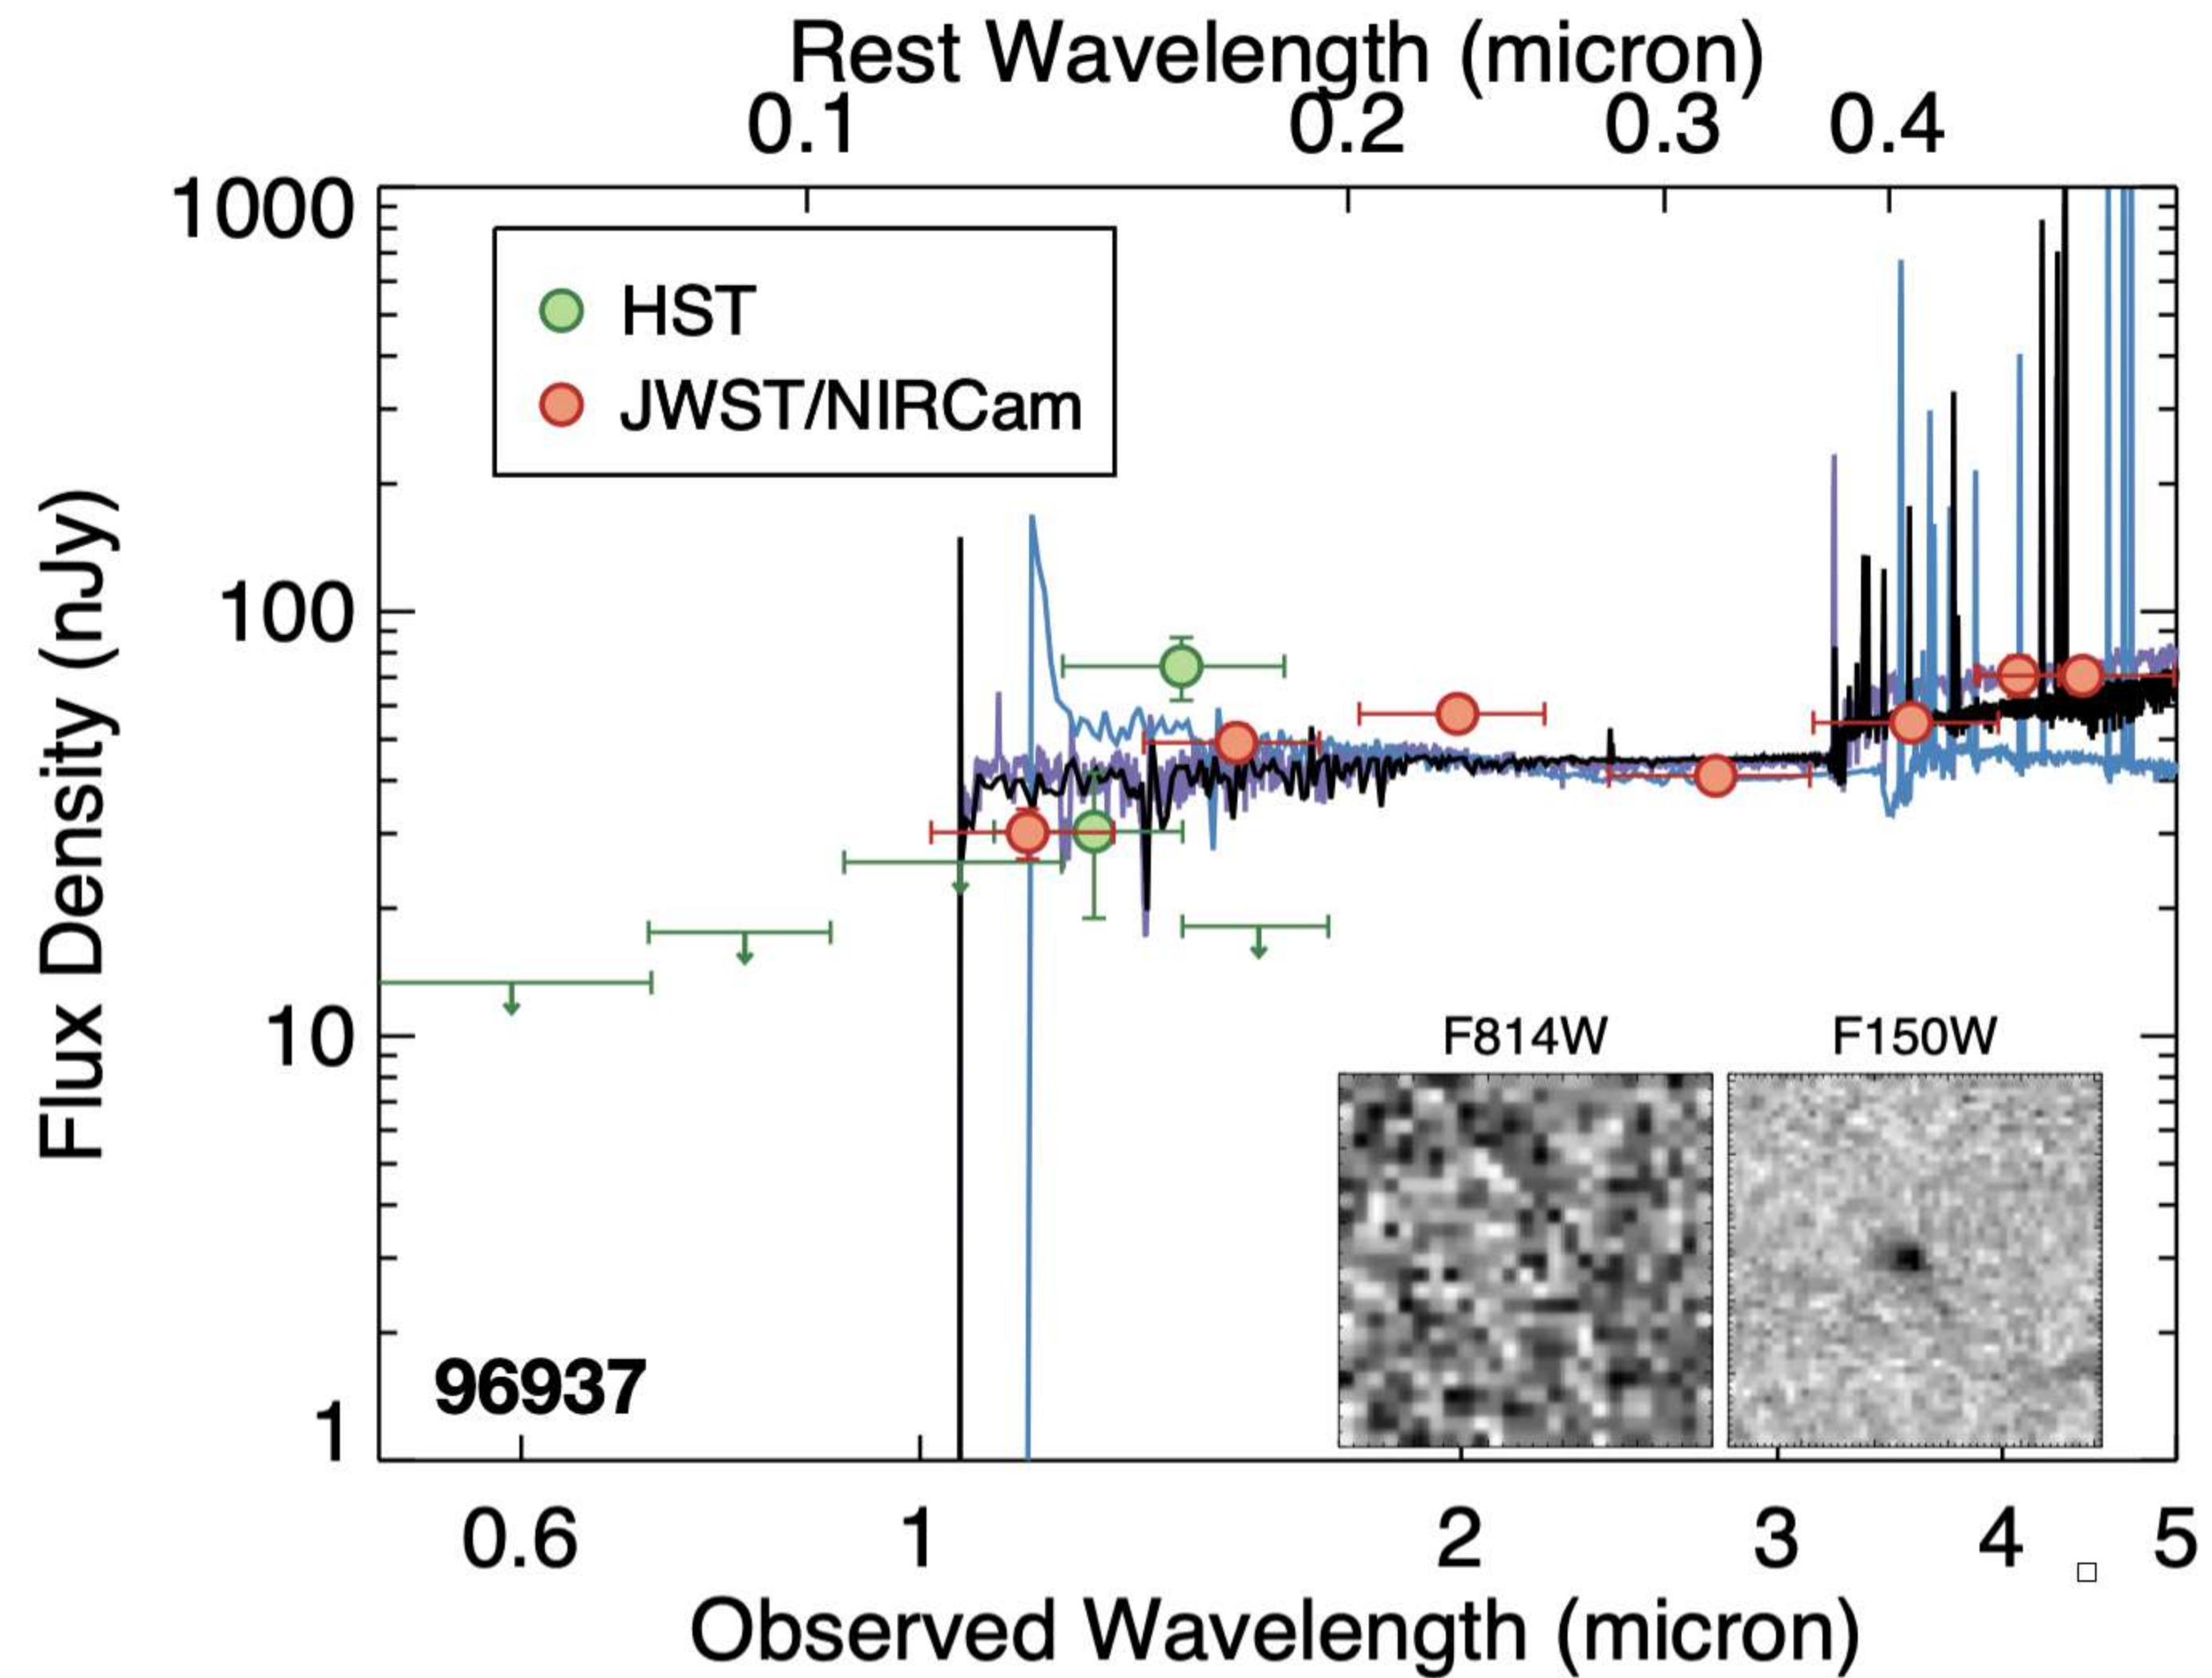 Rest Wavelength (micron)
0.1 0.2 0.3 0.4
1000
HST
JWST/NIRCam
100
Flux Density (nJy)
10
F814W F150W
96937
1
0.6 1 2 3 4 5
Observed Wavelength (micron)